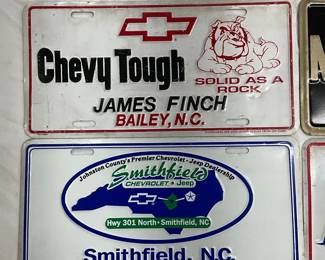 Chevy Tough
SOLID AS A
ROCK
JAMES FINCH
BAILEY, N.C.
Johnston County's Premier Chevrolet - Jeep Dealership
Smithfield
CHEVROLET • Jeep
Hwy 301 North • Smithfield, NC
Smithfield, N.C.